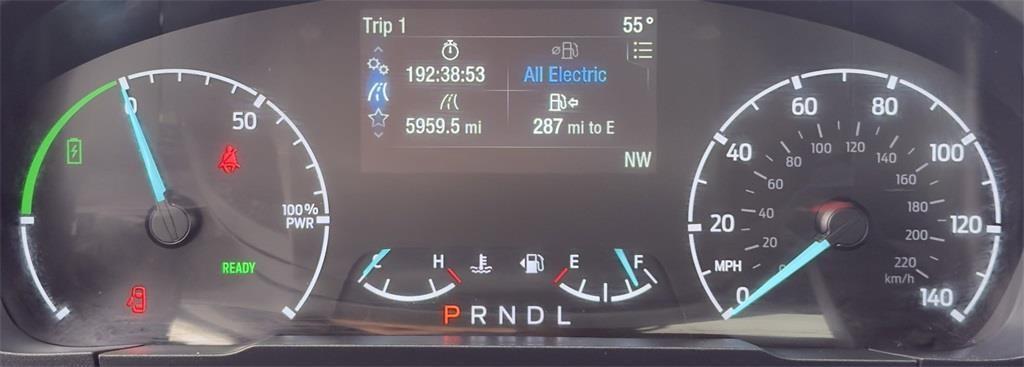 Trip 1
55°
192:38:53
All Electric
5959.5 mi
287 mi to E
NW
0
50
100%
PWR
READY
C
H
E
F
P R N D L
0
20
40
60
80
100
120
140
MPH
0
20
40
60
80
100
120
140
160
180
200
220
km/h